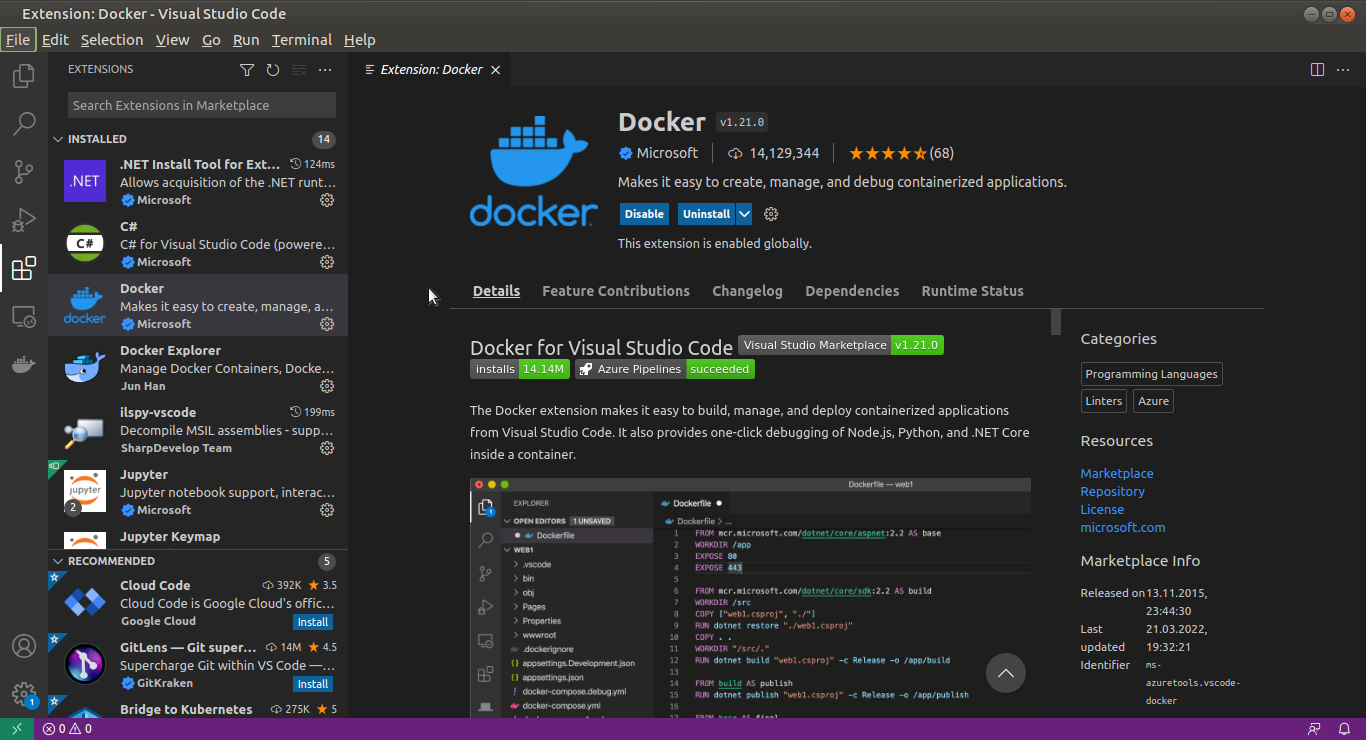 Extension: Docker - Visual Studio Code
File Edit Selection View Go Run Terminal Help
EXTENSIONS
Search Extensions in Marketplace
INSTALLED 14
.NET Install Tool for Ext... 124ms
Allows acquisition of the .NET runt...
Microsoft
.NET
C#
C# for Visual Studio Code (powere...
Microsoft
C#
Docker
Makes it easy to create, manage, a...
Microsoft
docker
Docker Explorer
Manage Docker Containers, Docke...
Jun Han
ilspy-vscode 199ms
Decompile MSIL assemblies - supp...
SharpDevelop Team
Jupyter
Jupyter notebook support, interac...
Microsoft
jupyter
2
Jupyter Keymap
RECOMMENDED 5
Cloud Code 392K 3.5
Cloud Code is Google Cloud's offic...
Google Cloud Install
GitLens — Git super... 14M 4.5
Supercharge Git within VS Code —...
GitKraken Install
Bridge to Kubernetes 275K 5
1
0 0
Extension: Docker
docker
Docker v1.21.0
Microsoft 14,129,344 (68)
Makes it easy to create, manage, and debug containerized applications.
Disable Uninstall
This extension is enabled globally.
Details Feature Contributions Changelog Dependencies Runtime Status
Docker for Visual Studio Code Visual Studio Marketplace v1.21.0
installs 14.14M Azure Pipelines succeeded
The Docker extension makes it easy to build, manage, and deploy containerized applications
from Visual Studio Code. It also provides one-click debugging of Node.js, Python, and .NET Core
inside a container.
Dockerfile — web1
EXPLORER
OPEN EDITORS 1 UNSAVED
Dockerfile
WEB1
.vscode
bin
obj
Pages
Properties
wwwroot
.dockerignore
appsettings.Development.json
appsettings.json
docker-compose.debug.yml
docker-compose.yml
Dockerfile
Dockerfile > ...
1 FROM mcr.microsoft.com/dotnet/core/aspnet:2.2 AS base
2 WORKDIR /app
3 EXPOSE 80
4 EXPOSE 443
5
6 FROM mcr.microsoft.com/dotnet/core/sdk:2.2 AS build
7 WORKDIR /src
8 COPY ["web1.csproj", "./"]
9 RUN dotnet restore "./web1.csproj"
10 COPY . .
11 WORKDIR "/src/."
12 RUN dotnet build "web1.csproj" -c Release -o /app/build
13
14 FROM build AS publish
15 RUN dotnet publish "web1.csproj" -c Release -o /app/publish
16
17 FROM base AS final
Categories
Programming Languages
Linters Azure
Resources
Marketplace
Repository
License
microsoft.com
Marketplace Info
Released on 13.11.2015,
23:44:30
Last 21.03.2022,
updated 19:32:21
Identifier ms-
azuretools.vscode-
docker